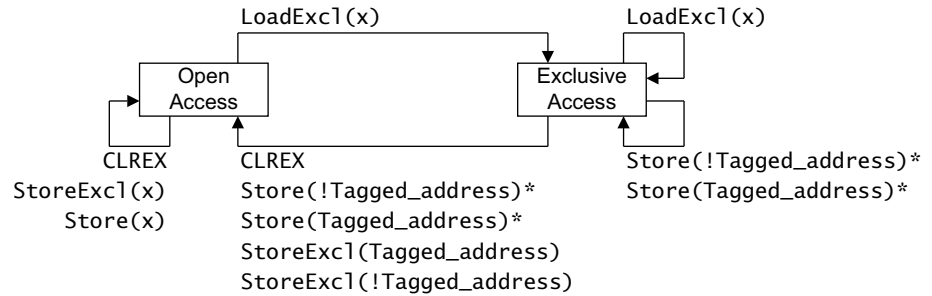 LoadExcl(x)
LoadExcl(x)
Open
Access
Exclusive
Access
CLREX
StoreExcl(x)
Store(x)
CLREX
Store(!Tagged_address)*
Store(Tagged_address)*
StoreExcl(Tagged_address)
StoreExcl(!Tagged_address)
Store(!Tagged_address)*
Store(Tagged_address)*